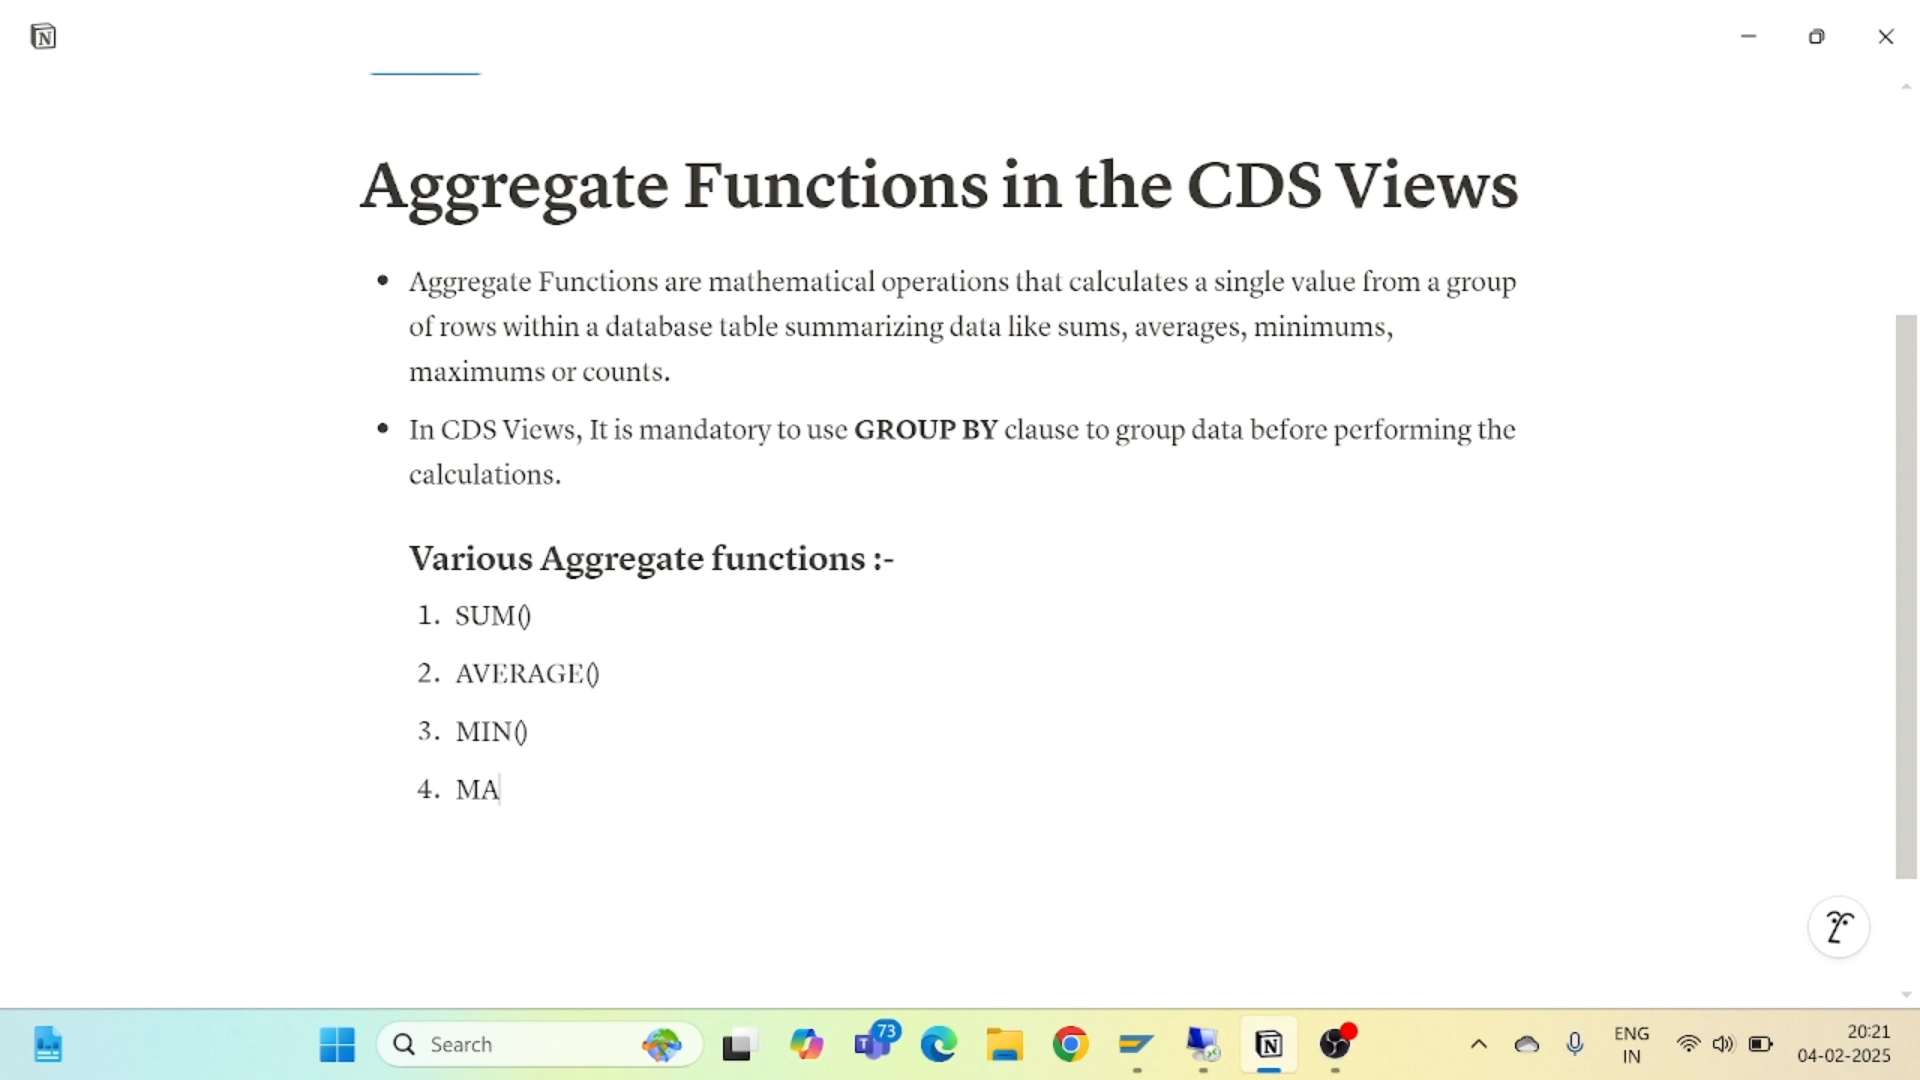 Aggregate Functions in the CDS Views
• Aggregate Functions are mathematical operations that calculates a single value from a group
of rows within a database table summarizing data like sums, averages, minimums,
maximums or counts.
• In CDS Views, It is mandatory to use GROUP BY clause to group data before performing the
calculations.
Various Aggregate functions :-
1. SUM()
2. AVERAGE()
3. MIN()
4. MA
73
Search
ENG
IN
20:21
04-02-2025